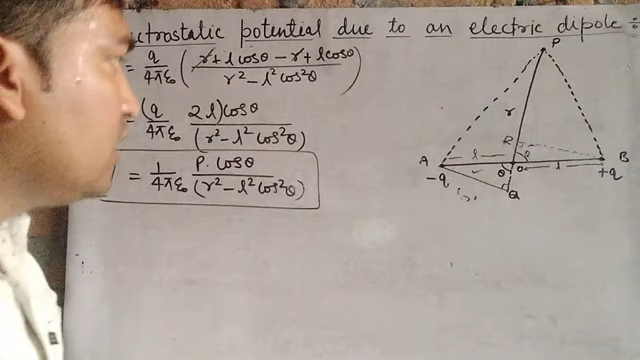 ctrostatic potential due to an electric dipole ÷
= q/4πε₀ ( r + l cosθ − r + l cosθ / r² − l² cos²θ )
= (q/4πε₀ 2l) cosθ / (r² − l² cos²θ)
= 1/4πε₀ P. cosθ / (r² − l² cos²θ)
P
r
R
A l θ θ O l B
−q +q
Q